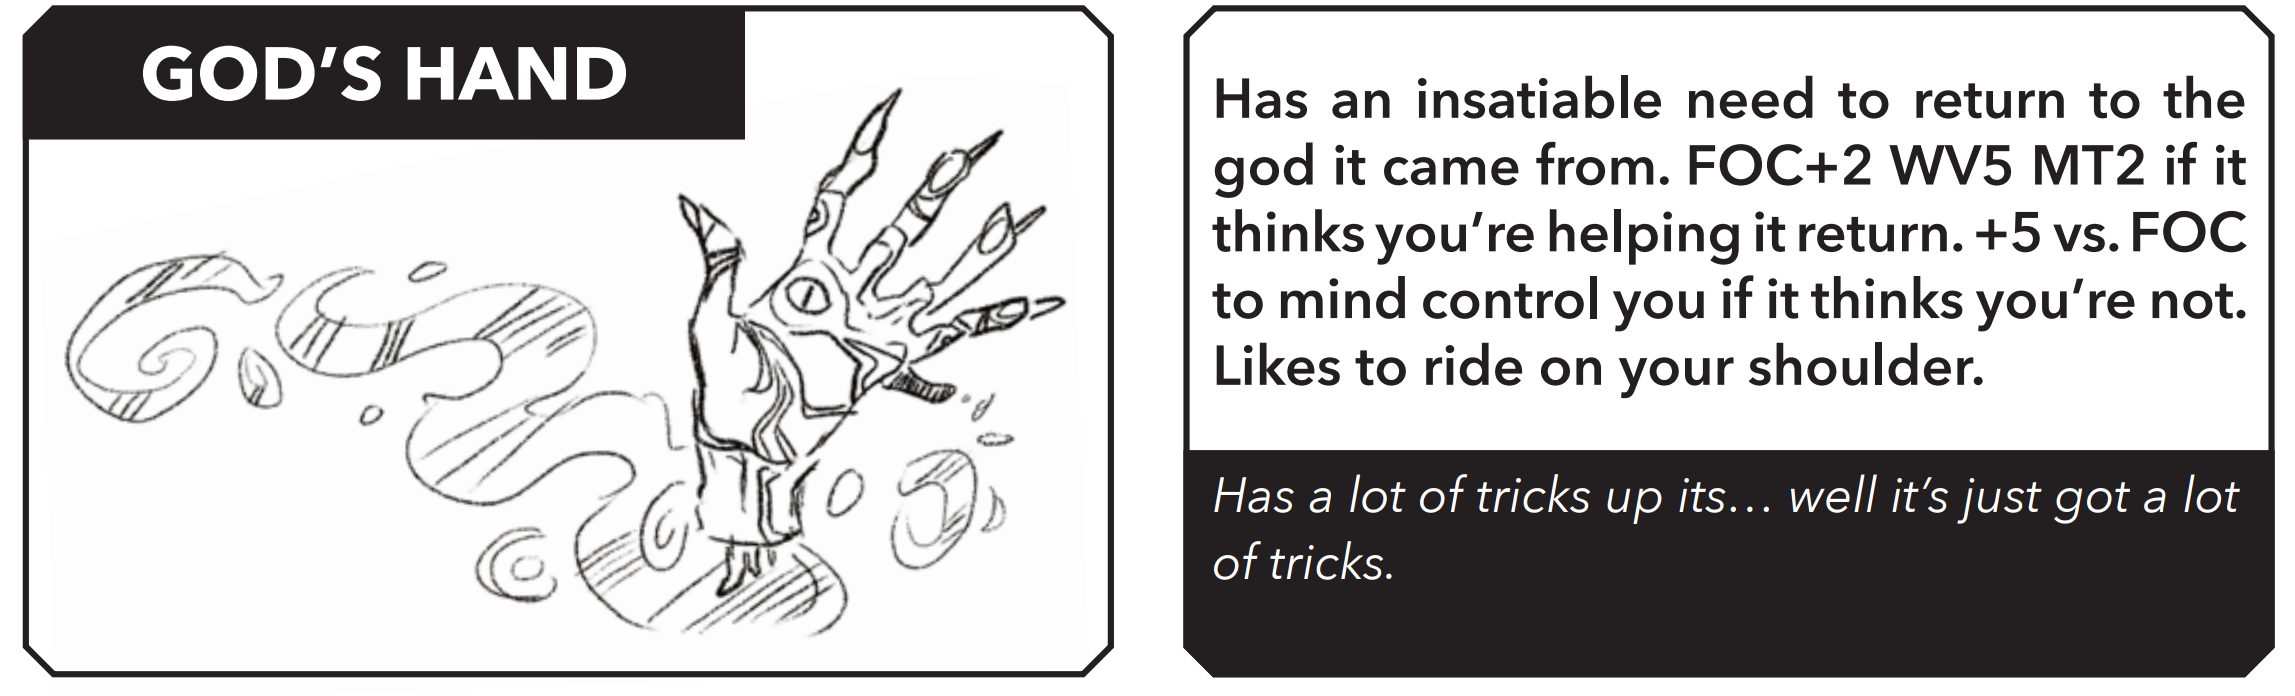 GOD’S HAND
Has an insatiable need to return to the
god it came from. FOC+2 WV5 MT2 if it
thinks you’re helping it return. +5 vs. FOC
to mind control you if it thinks you’re not.
Likes to ride on your shoulder.
Has a lot of tricks up its… well it’s just got a lot
of tricks.